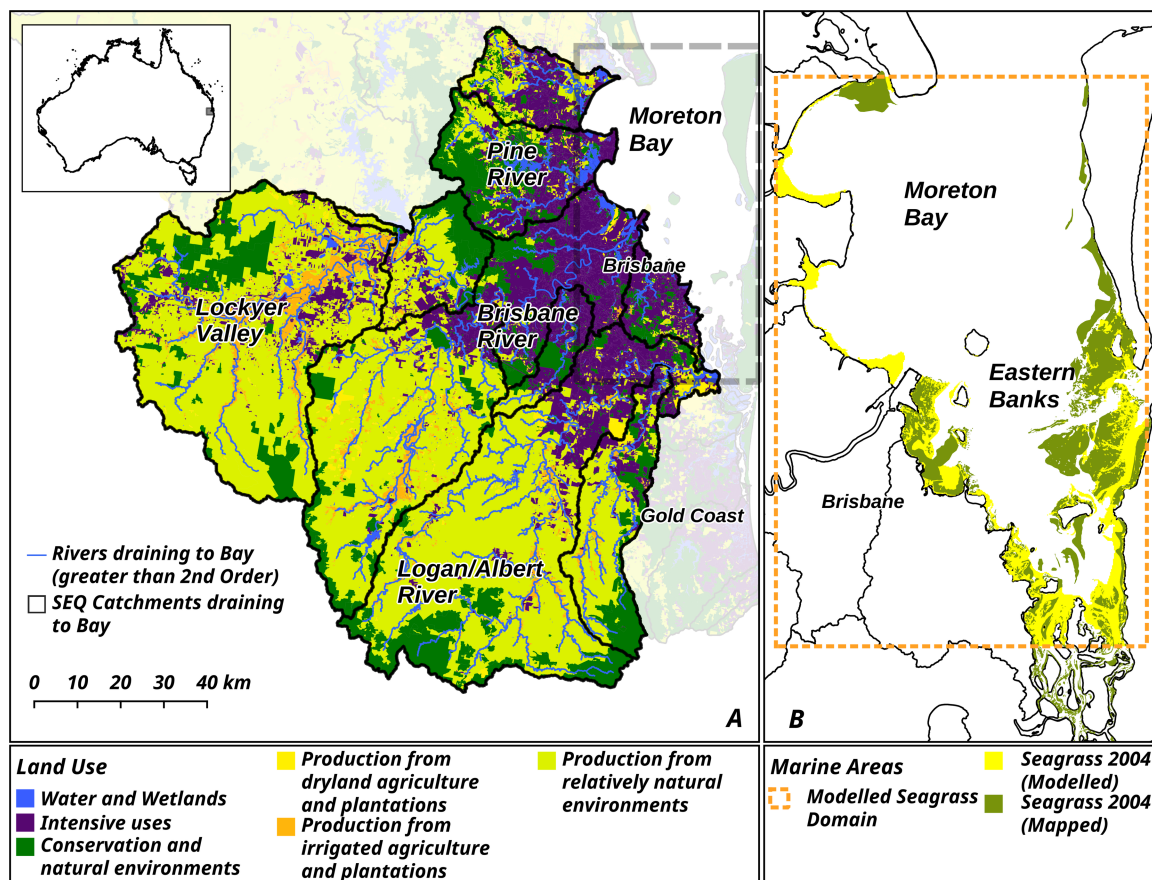 Moreton
Bay
Pine
River
Brisbane
Lockyer
Valley
Brisbane
River
Gold Coast
Logan/Albert
River
Rivers draining to Bay
(greater than 2nd Order)
SEQ Catchments draining
to Bay
0 10 20 30 40 km
A
Moreton
Bay
Eastern
Banks
Brisbane
B
Land Use
Water and Wetlands
Intensive uses
Conservation and
natural environments
Production from
dryland agriculture
and plantations
Production from
irrigated agriculture
and plantations
Production from
relatively natural
environments
Marine Areas
Modelled Seagrass
Domain
Seagrass 2004
(Modelled)
Seagrass 2004
(Mapped)